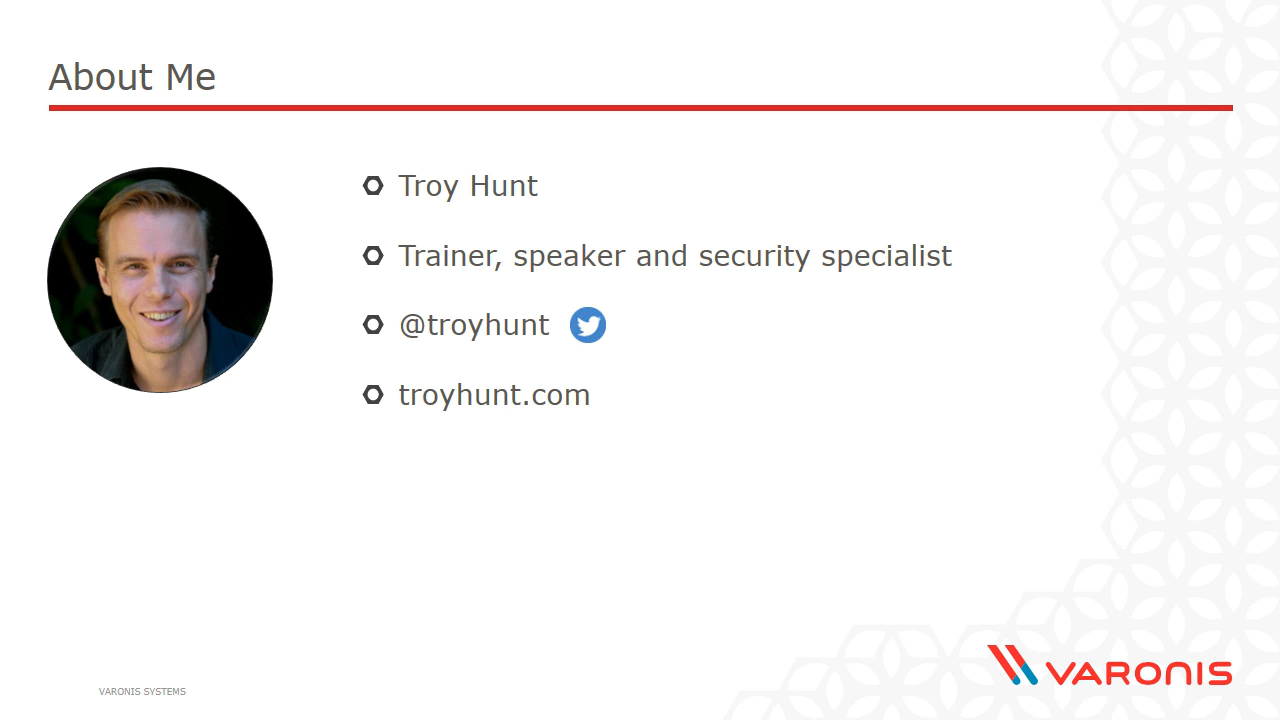 About Me
Troy Hunt
Trainer, speaker and security specialist
@troyhunt
troyhunt.com
VARONIS SYSTEMS
VARONIS